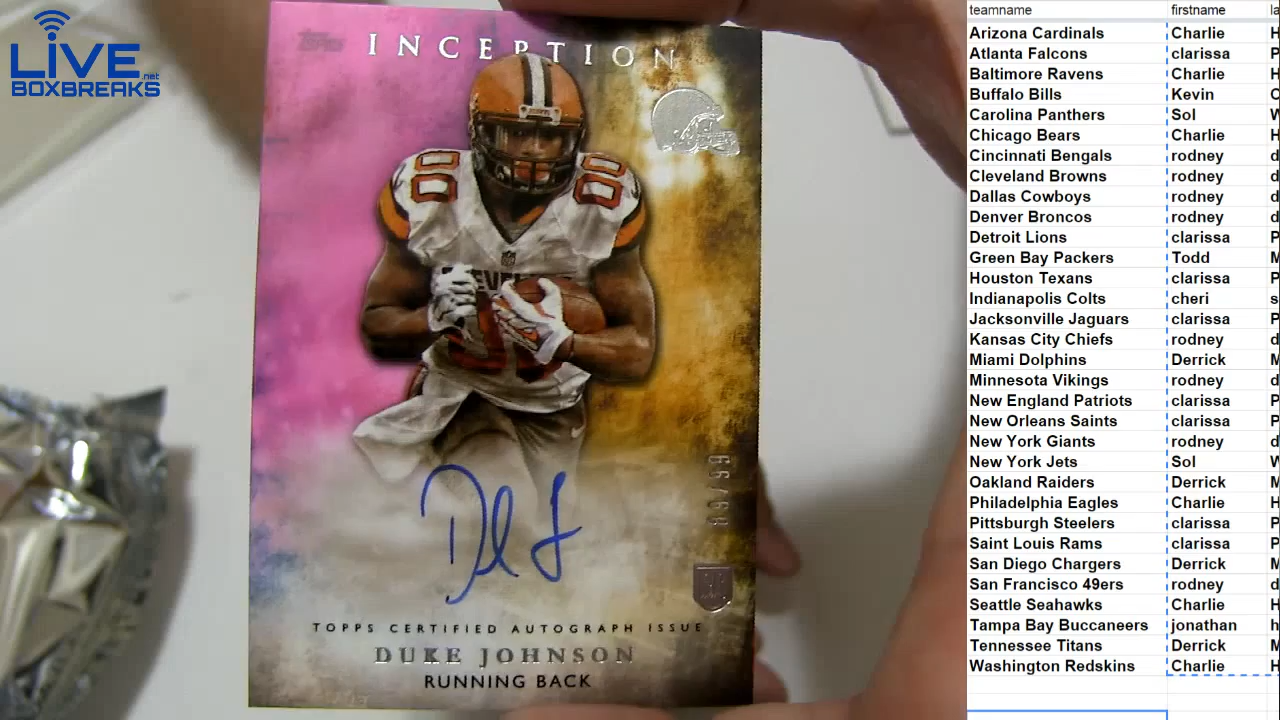 LIVE
.net
BOXBREAKS
TOPPS
INCEPTION
00 00
TOPPS CERTIFIED AUTOGRAPH ISSUE
DUKE JOHNSON
RUNNING BACK
teamname firstname la
Arizona Cardinals Charlie H
Atlanta Falcons clarissa P
Baltimore Ravens Charlie H
Buffalo Bills Kevin C
Carolina Panthers Sol W
Chicago Bears Charlie H
Cincinnati Bengals rodney d
Cleveland Browns rodney d
Dallas Cowboys rodney d
Denver Broncos rodney d
Detroit Lions clarissa P
Green Bay Packers Todd M
Houston Texans clarissa P
Indianapolis Colts cheri s
Jacksonville Jaguars clarissa P
Kansas City Chiefs rodney d
Miami Dolphins Derrick M
Minnesota Vikings rodney d
New England Patriots clarissa P
New Orleans Saints clarissa P
New York Giants rodney d
New York Jets Sol W
Oakland Raiders Derrick M
Philadelphia Eagles Charlie H
Pittsburgh Steelers clarissa P
Saint Louis Rams clarissa P
San Diego Chargers Derrick M
San Francisco 49ers rodney d
Seattle Seahawks Charlie H
Tampa Bay Buccaneers jonathan h
Tennessee Titans Derrick M
Washington Redskins Charlie H